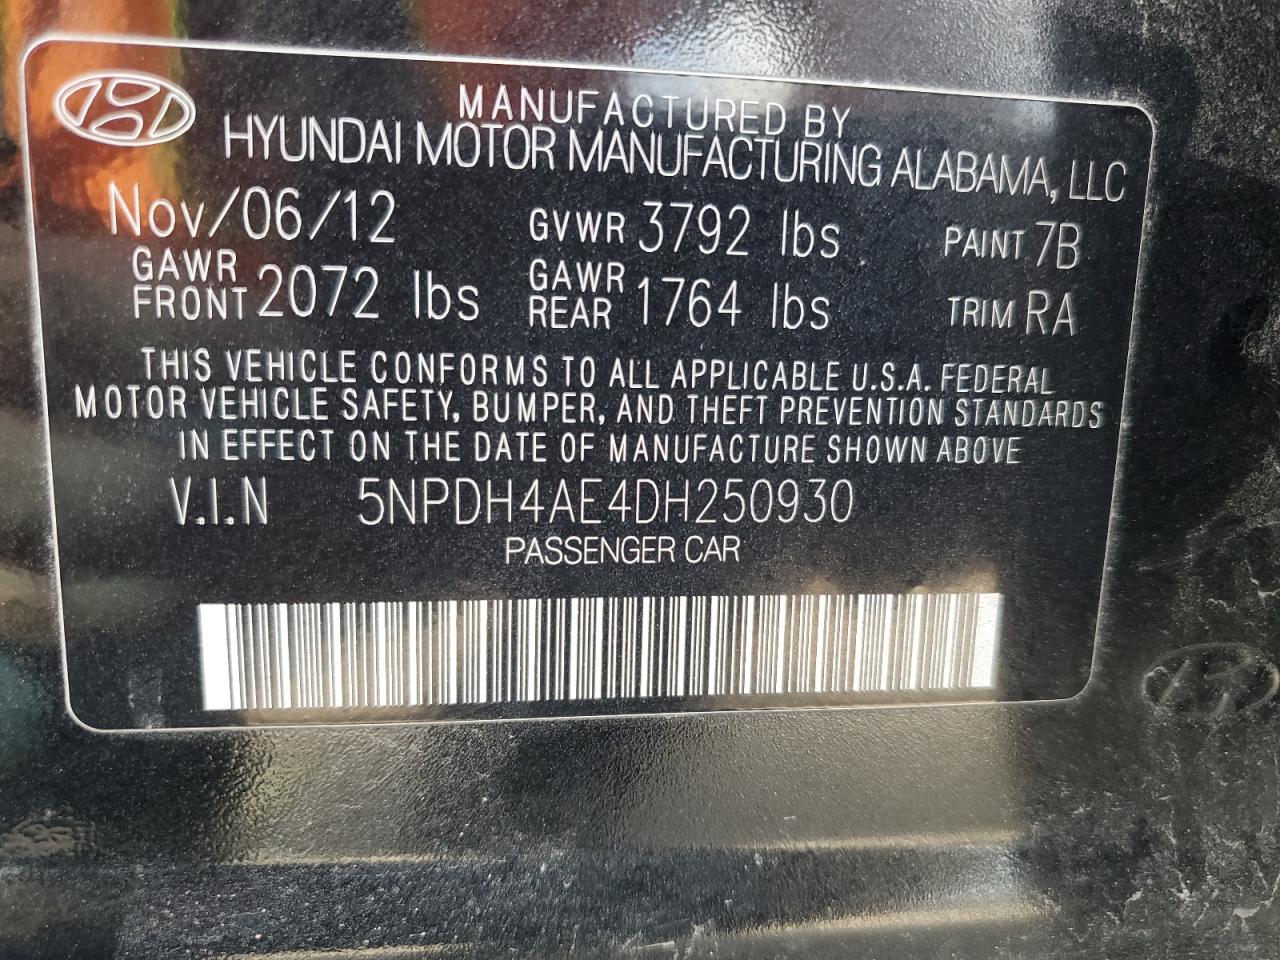 MANUFACTURED BY
HYUNDAI MOTOR MANUFACTURING ALABAMA, LLC
Nov/06/12 GVWR 3792 lbs PAINT 7B
GAWR FRONT 2072 lbs GAWR REAR 1764 lbs TRIM RA
THIS VEHICLE CONFORMS TO ALL APPLICABLE U.S.A. FEDERAL
MOTOR VEHICLE SAFETY, BUMPER, AND THEFT PREVENTION STANDARDS
IN EFFECT ON THE DATE OF MANUFACTURE SHOWN ABOVE
V.I.N 5NPDH4AE4DH250930
PASSENGER CAR